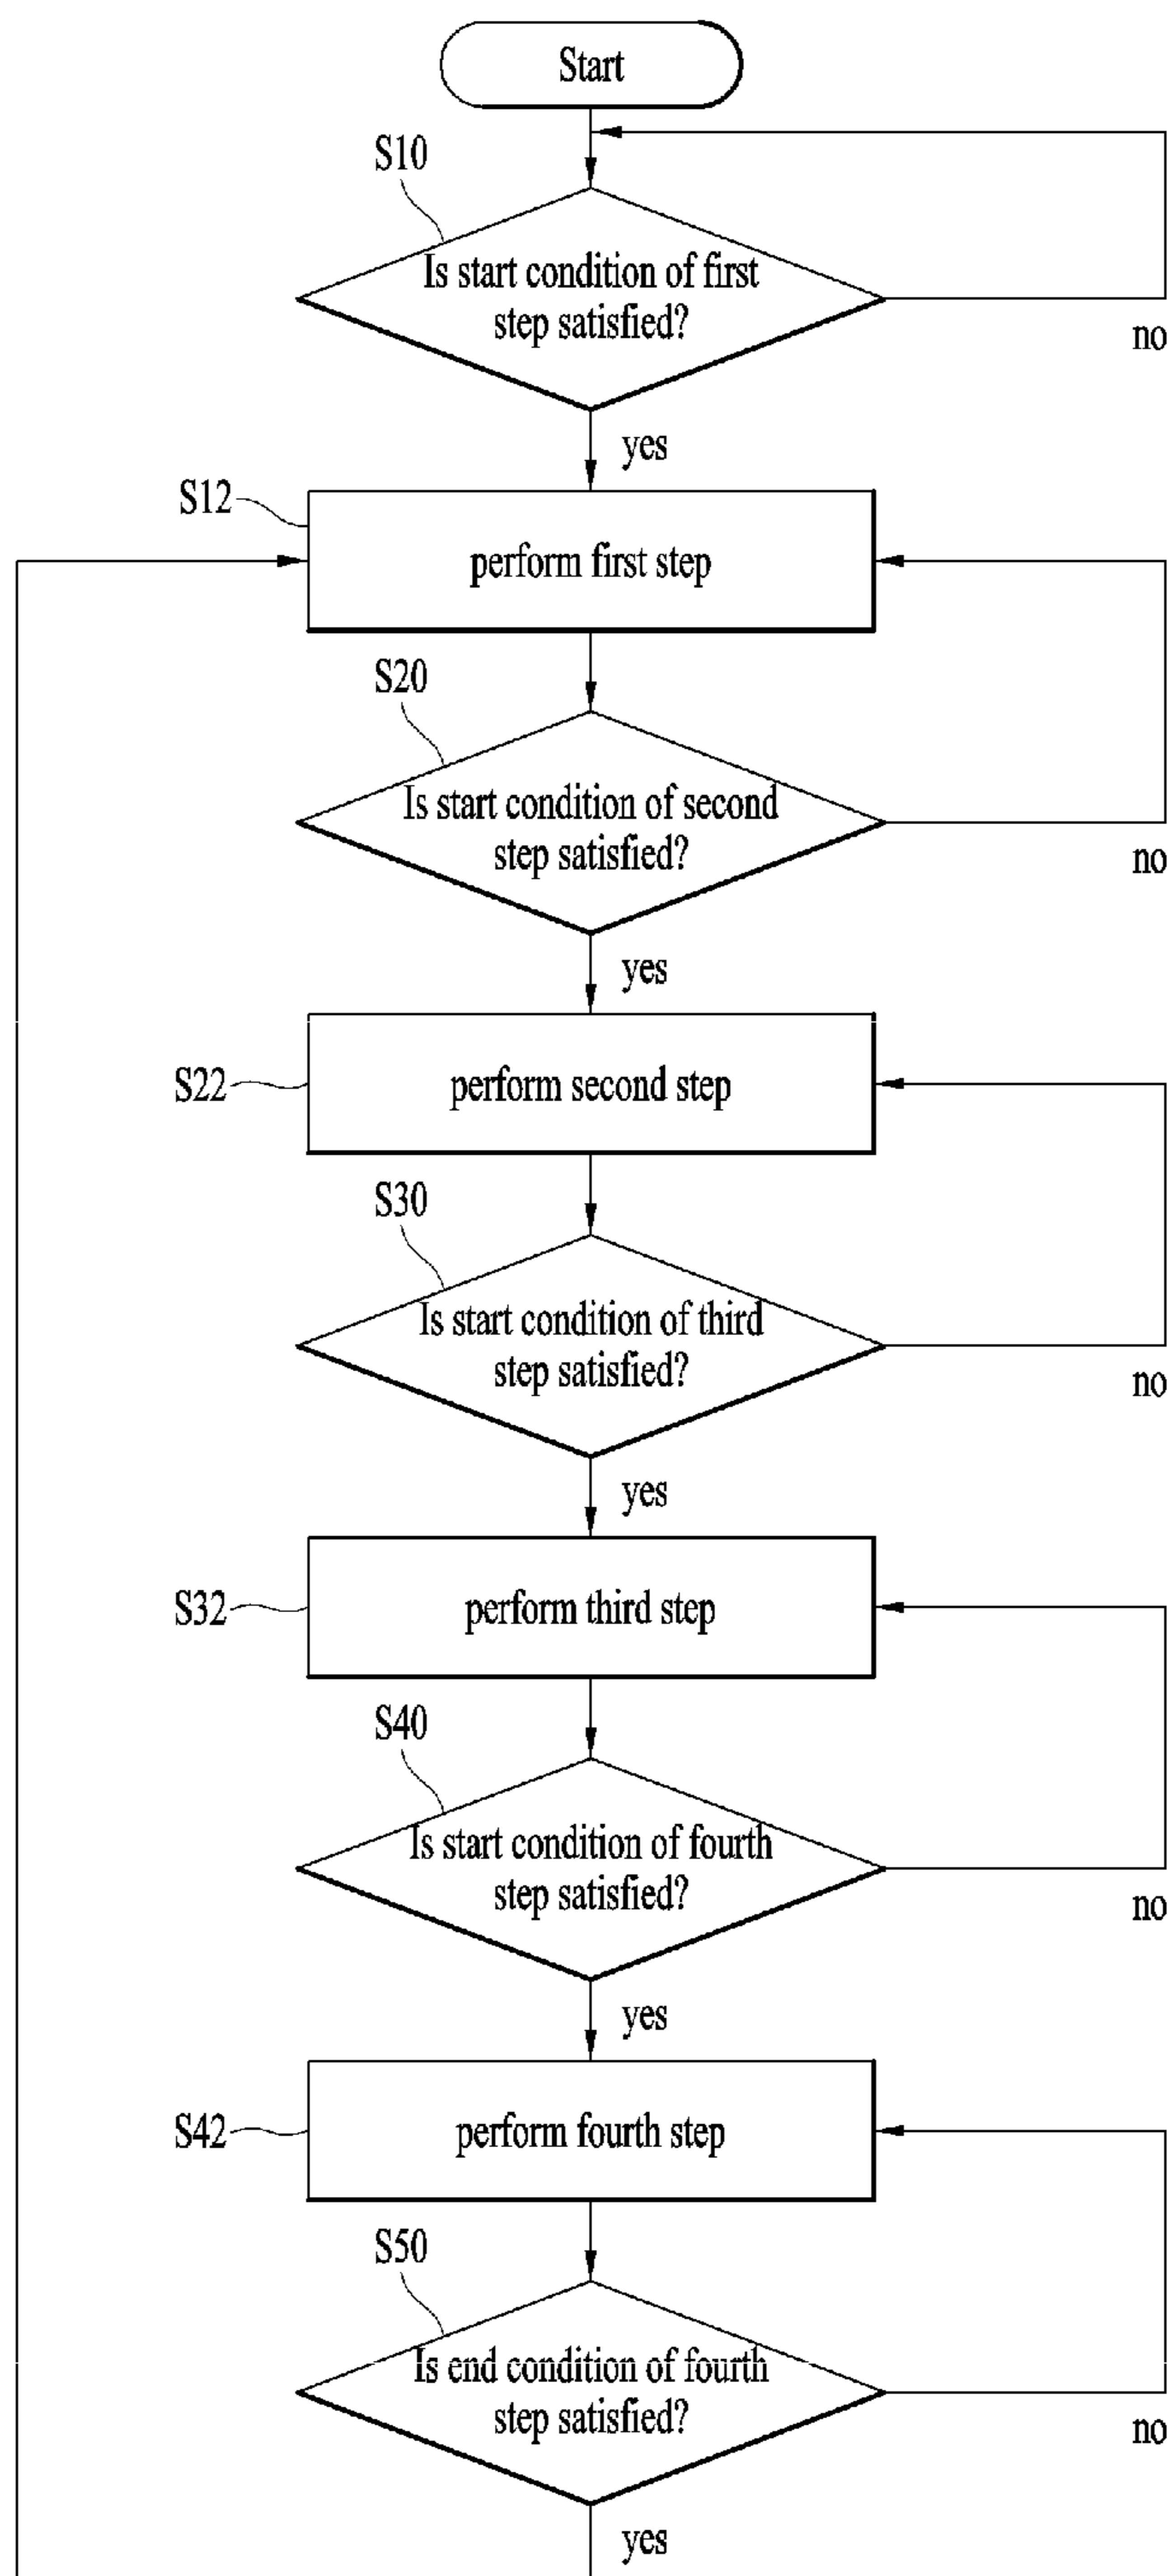 Start
S10
Is start condition of first
step satisfied?
no
yes
S12
perform first step
S20
Is start condition of second
step satisfied?
no
yes
S22
perform second step
S30
Is start condition of third
step satisfied?
no
yes
S32
perform third step
S40
Is start condition of fourth
step satisfied?
no
yes
S42
perform fourth step
S50
Is end condition of fourth
step satisfied?
no
yes